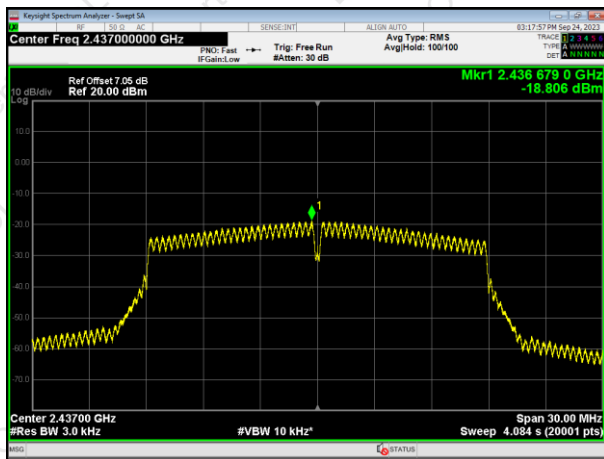 Keysight Spectrum Analyzer - Swept SA
RF 50 Ω AC SENSE:INT ALIGN AUTO 03:17:57 PM Sep 24, 2023
Center Freq 2.437000000 GHz
PNO: Fast
IFGain:Low
Trig: Free Run
#Atten: 30 dB
Avg Type: RMS
Avg|Hold: 100/100
TRACE 1 2 3 4 5 6
TYPE A WWWWW
DET A NNNNN
Ref Offset 7.05 dB
Ref 20.00 dBm
10 dB/div
Log
Mkr1 2.436 679 0 GHz
-18.806 dBm
10.0
0.00
-10.0
-20.0
1
-30.0
-40.0
-50.0
-60.0
-70.0
Center 2.43700 GHz
#Res BW 3.0 kHz
#VBW 10 kHz*
Span 30.00 MHz
Sweep 4.084 s (20001 pts)
MSG
STATUS